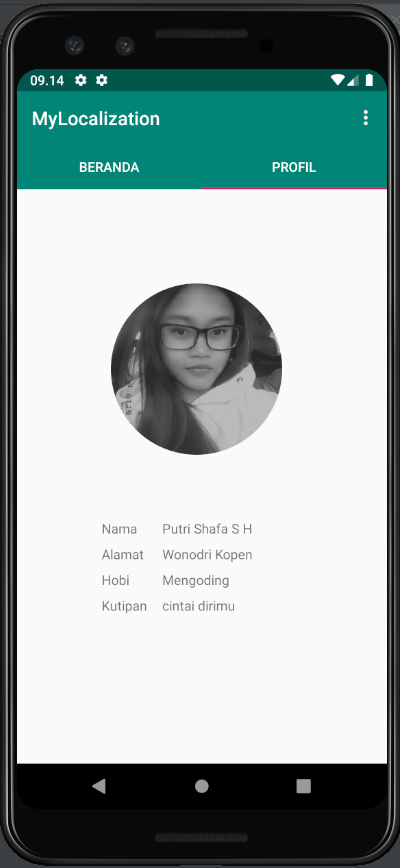 09.14
MyLocalization
BERANDA PROFIL
Nama Putri Shafa S H
Alamat Wonodri Kopen
Hobi Mengoding
Kutipan cintai dirimu